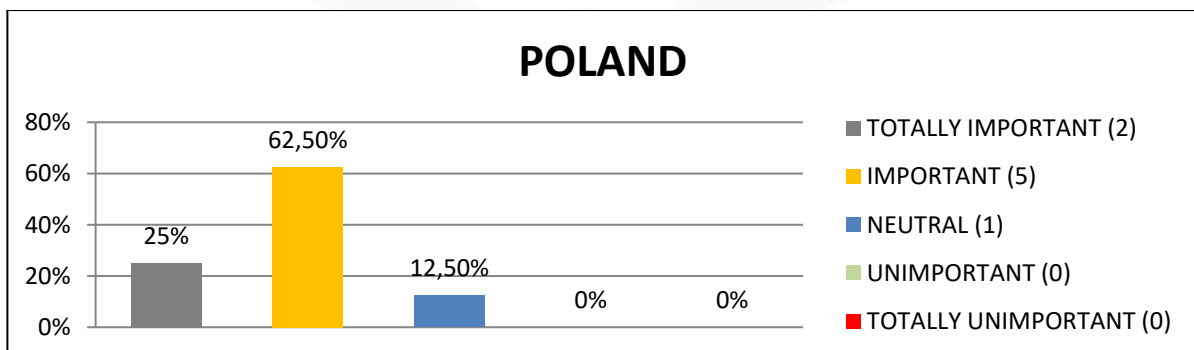 POLAND
80%
60%
40%
20%
0%
25%
62,50%
12,50%
0%
0%
TOTALLY IMPORTANT (2)
IMPORTANT (5)
NEUTRAL (1)
UNIMPORTANT (0)
TOTALLY UNIMPORTANT (0)